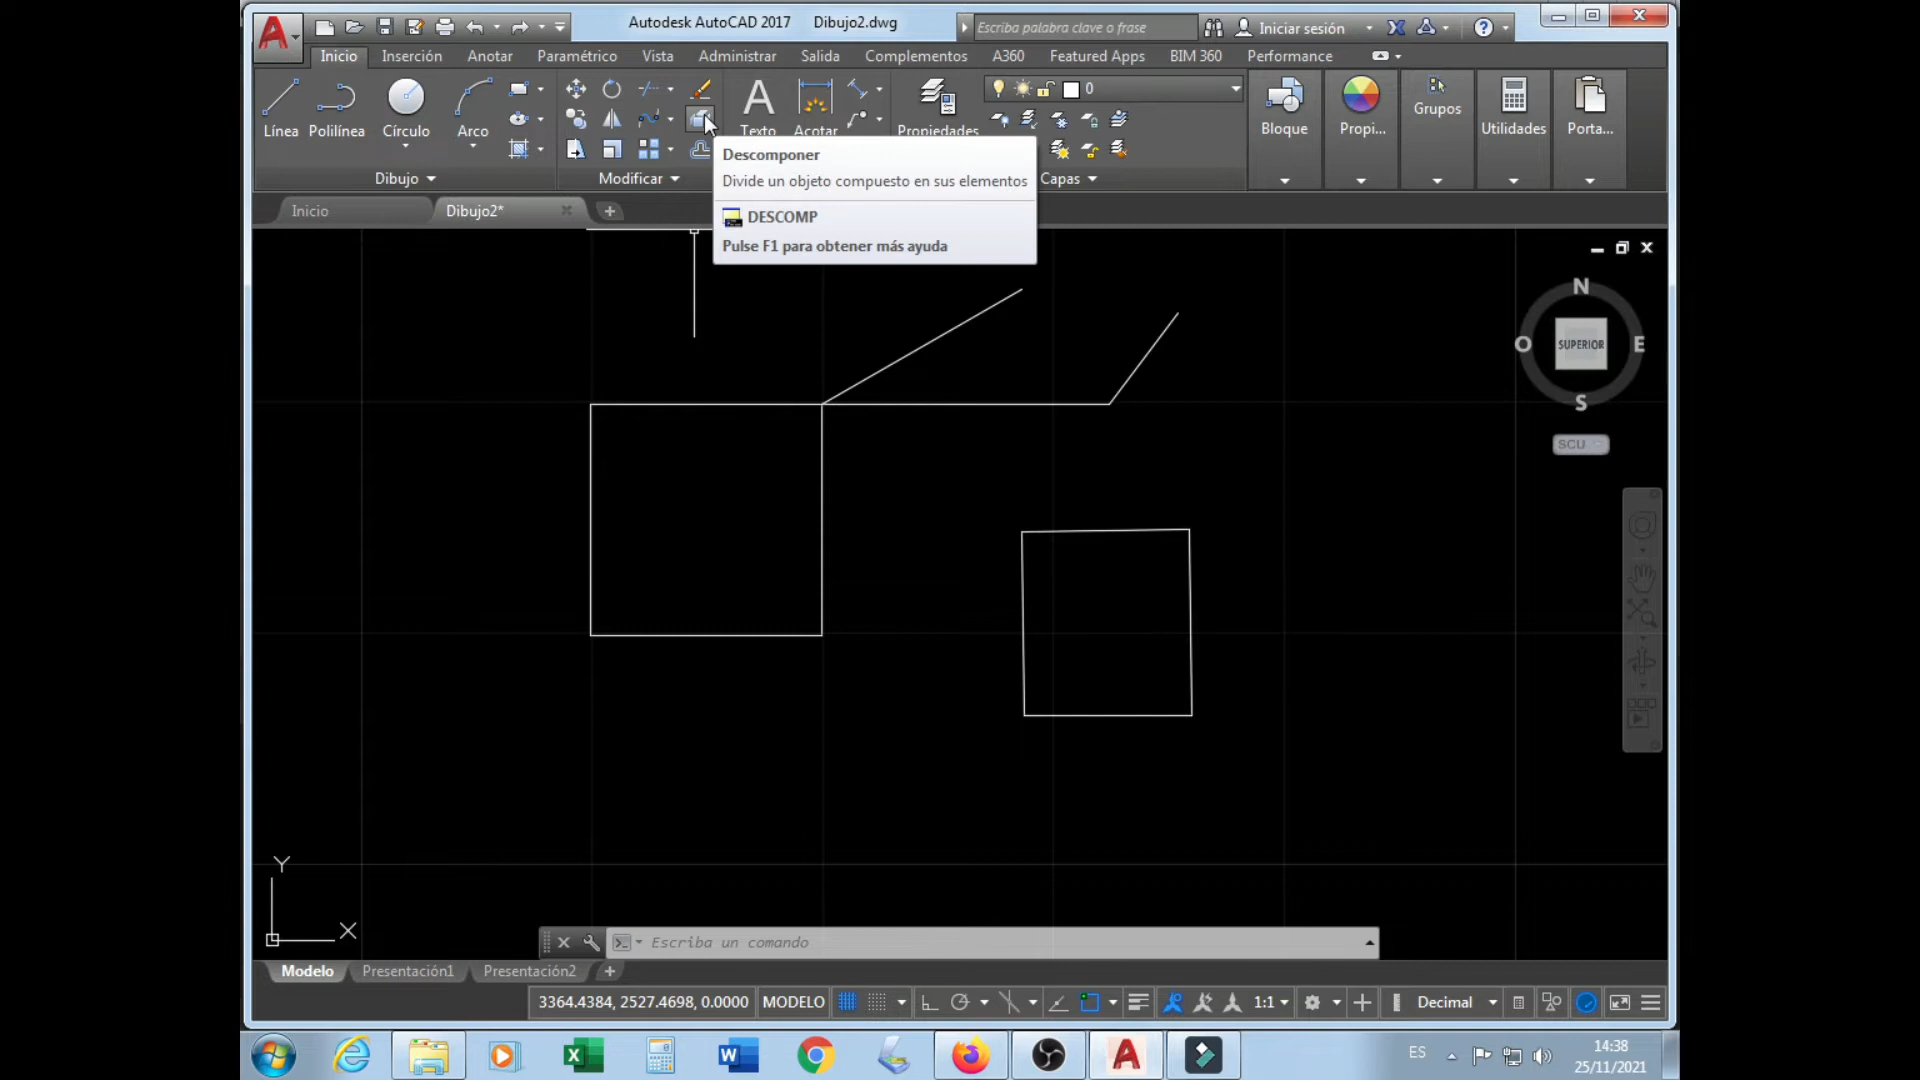 Autodesk AutoCAD 2017 Dibujo2.dwg
Escriba palabra clave o frase
Iniciar sesión
Inicio Inserción Anotar Paramétrico Vista Administrar Salida Complementos A360 Featured Apps BIM 360 Performance
Línea Polilínea Círculo Arco
Texto Acotar
Propiedades
0
Bloque
Propi...
Grupos
Utilidades
Porta...
Dibujo
Modificar
Capas
Descomponer
Divide un objeto compuesto en sus elementos
DESCOMP
Pulse F1 para obtener más ayuda
Inicio
Dibujo2*
N
O SUPERIOR E
S
SCU
Y
X
Escriba un comando
Modelo Presentación1 Presentación2
3364.4384, 2527.4698, 0.0000 MODELO 1:1 Decimal
ES
14:38
25/11/2021